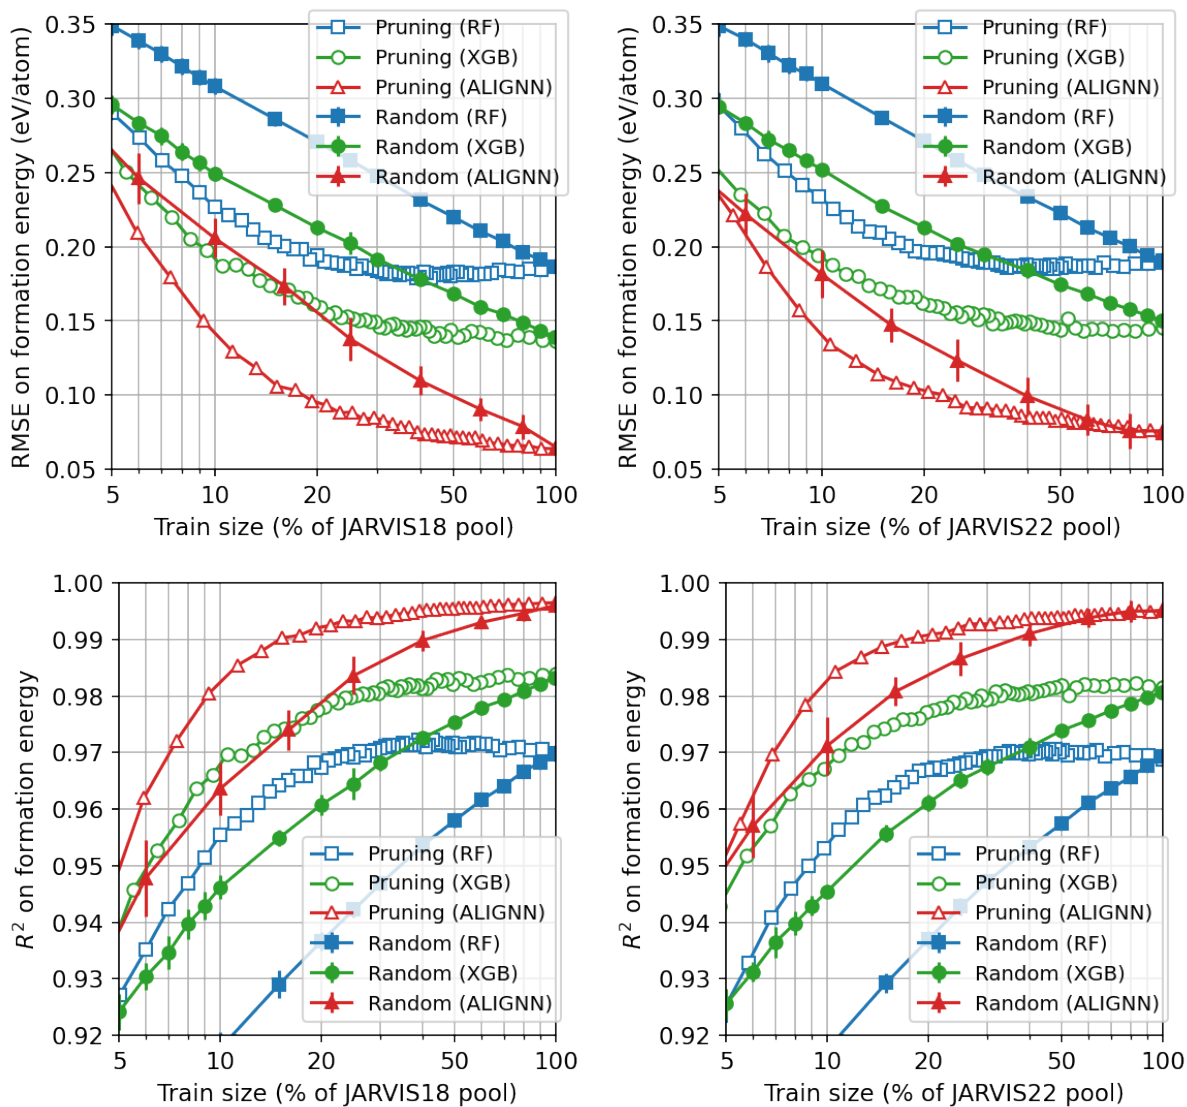 0.35
0.30
0.25
0.20
0.15
0.10
0.05
RMSE on formation energy (eV/atom)
Pruning (RF)
Pruning (XGB)
Pruning (ALIGNN)
Random (RF)
Random (XGB)
Random (ALIGNN)
5 10 20 50 100
Train size (% of JARVIS18 pool)
0.35
0.30
0.25
0.20
0.15
0.10
0.05
RMSE on formation energy (eV/atom)
Pruning (RF)
Pruning (XGB)
Pruning (ALIGNN)
Random (RF)
Random (XGB)
Random (ALIGNN)
5 10 20 50 100
Train size (% of JARVIS22 pool)
1.00
0.99
0.98
0.97
0.96
0.95
0.94
0.93
0.92
R² on formation energy
Pruning (RF)
Pruning (XGB)
Pruning (ALIGNN)
Random (RF)
Random (XGB)
Random (ALIGNN)
5 10 20 50 100
Train size (% of JARVIS18 pool)
1.00
0.99
0.98
0.97
0.96
0.95
0.94
0.93
0.92
R² on formation energy
Pruning (RF)
Pruning (XGB)
Pruning (ALIGNN)
Random (RF)
Random (XGB)
Random (ALIGNN)
5 10 20 50 100
Train size (% of JARVIS22 pool)